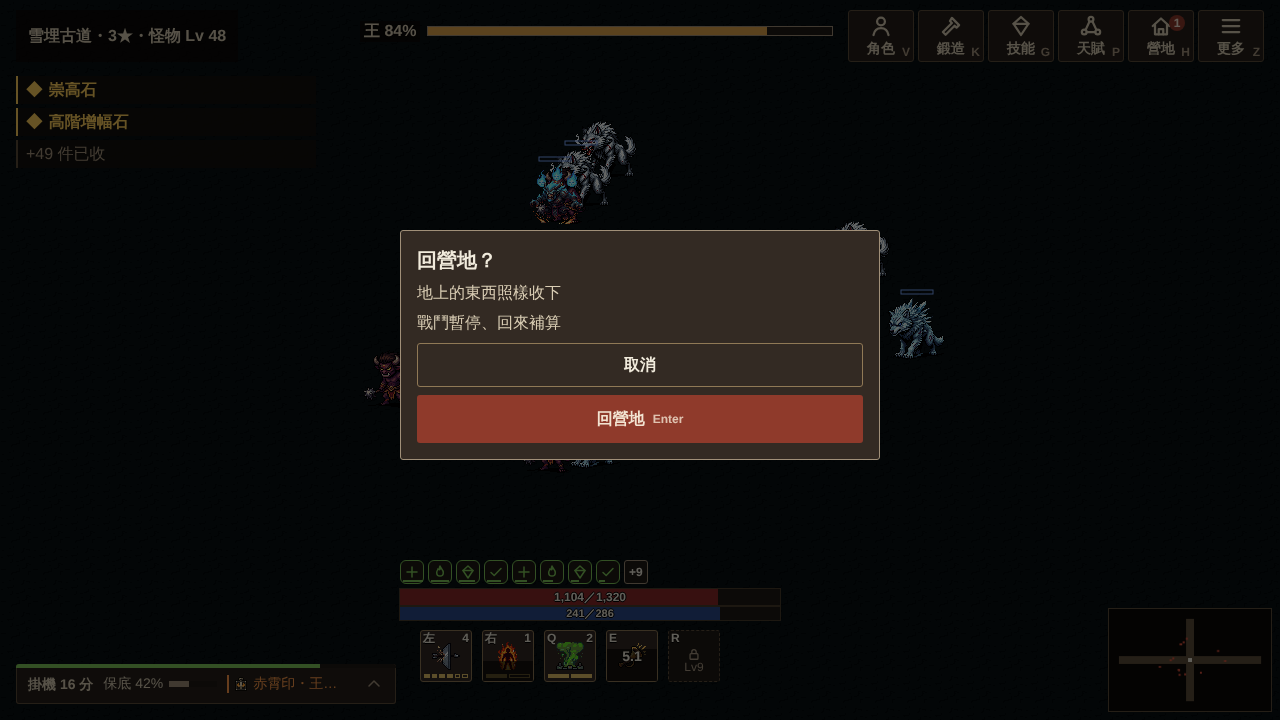 雪埋古道・3★・怪物 Lv 48
王 84%
角色 V
鍛造 K
技能 G
天賦 P
營地 H
1
更多 Z
◆ 崇高石
◆ 高階增幅石
+49 件已收
回營地？
地上的東西照樣收下
戰鬥暫停、回來補算
取消
回營地 Enter
+9
1,104／1,320
241／286
左 4
右 1
Q 2
E 5.1
R Lv9
掛機 16 分 保底 42% 赤霄印・王…